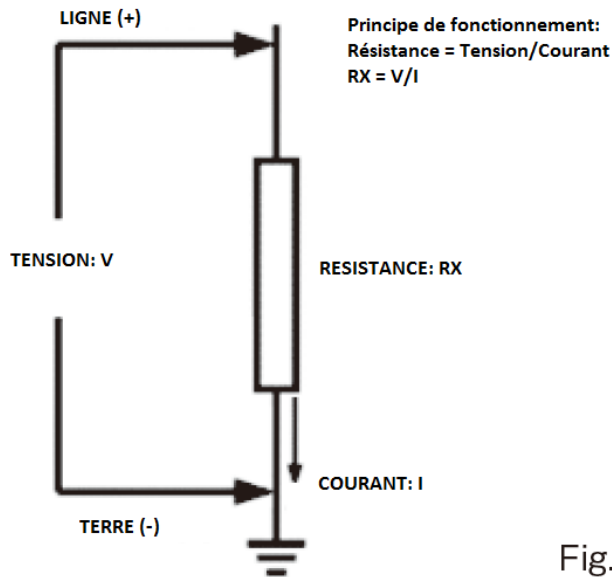 LIGNE (+)
Principe de fonctionnement:
Résistance = Tension/Courant
RX = V/I
TENSION: V
RESISTANCE: RX
COURANT: I
TERRE (-)
Fig.